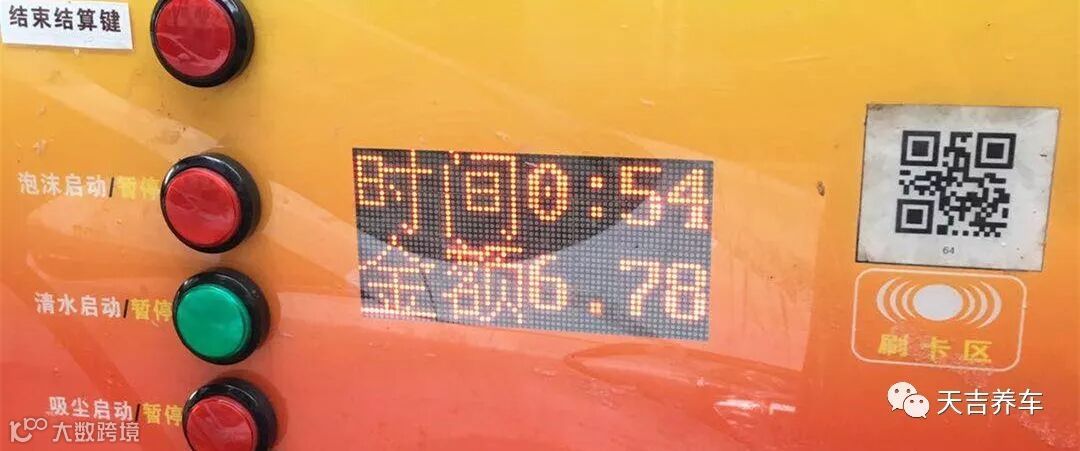 结束结算键
泡沫启动/暂停
清水启动/暂停
吸尘启动/暂停
时间0:54
金额6.78
64
刷卡区
天吉养车
大数跨境